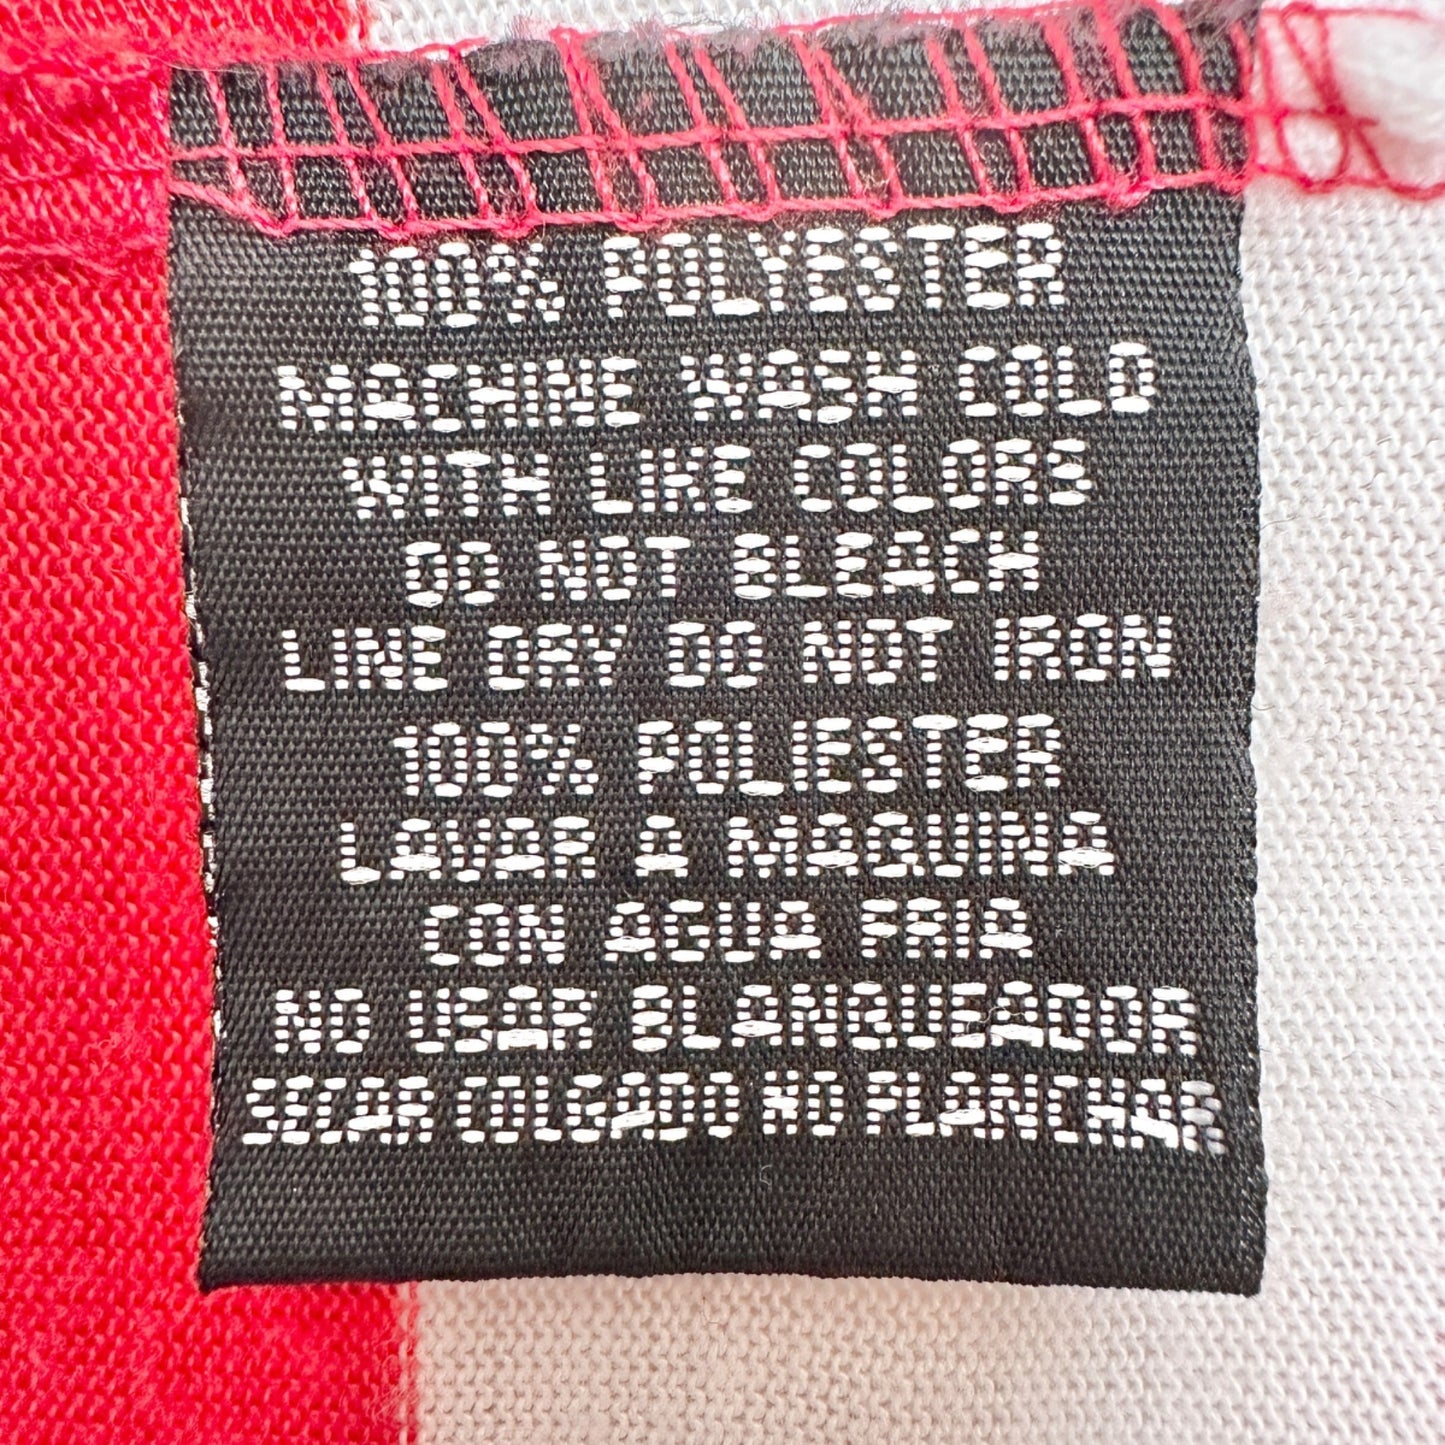 100% POLYESTER
MACHINE WASH COLD
WITH LIKE COLORS
DO NOT BLEACH
LINE DRY DO NOT IRON
100% POLIESTER
LAVAR A MAQUINA
CON AGUA FRIA
NO USAR BLANQUEADOR
SECAR COLGADO NO PLANCHAR